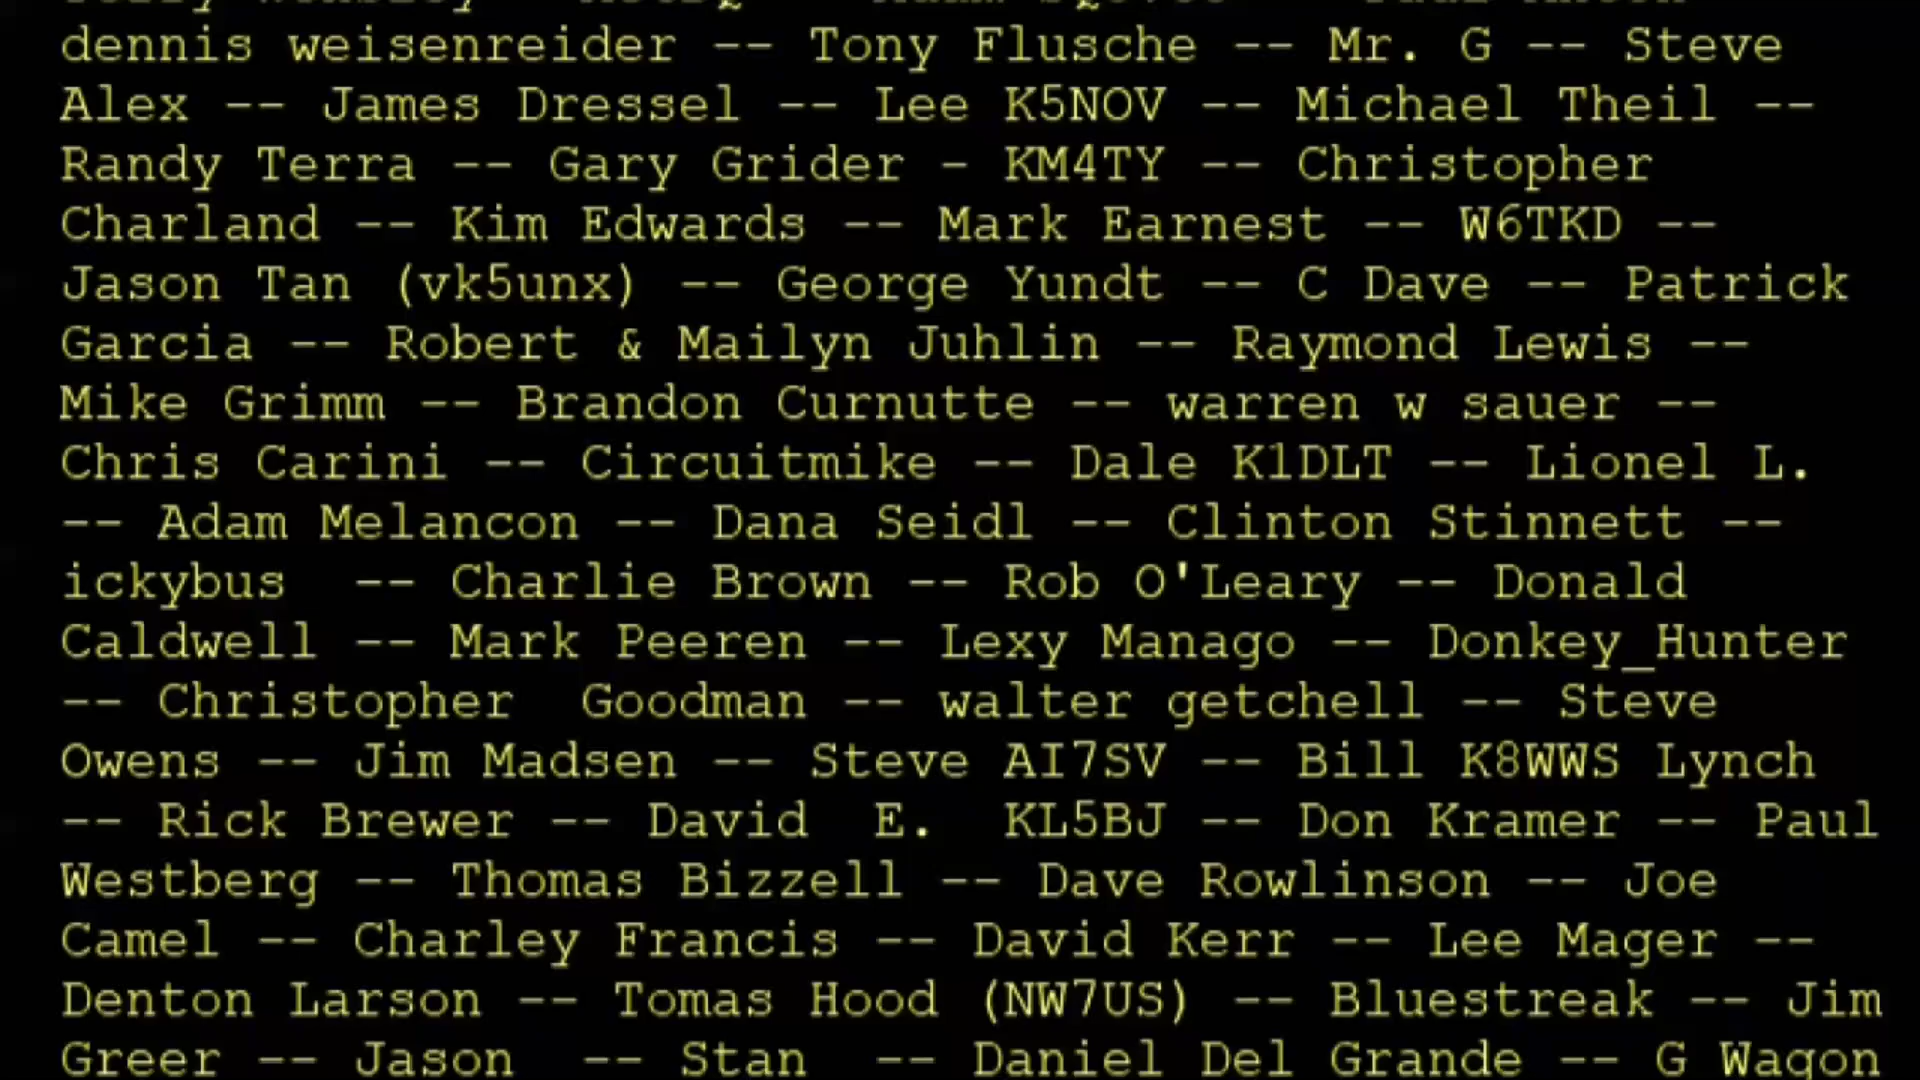 dennis weisenreider -- Tony Flusche -- Mr. G -- Steve
Alex -- James Dressel -- Lee K5NOV -- Michael Theil --
Randy Terra -- Gary Grider - KM4TY -- Christopher
Charland -- Kim Edwards -- Mark Earnest -- W6TKD --
Jason Tan (vk5unx) -- George Yundt -- C Dave -- Patrick
Garcia -- Robert & Mailyn Juhlin -- Raymond Lewis --
Mike Grimm -- Brandon Curnutte -- warren w sauer --
Chris Carini -- Circuitmike -- Dale K1DLT -- Lionel L.
-- Adam Melancon -- Dana Seidl -- Clinton Stinnett --
ickybus  -- Charlie Brown -- Rob O'Leary -- Donald
Caldwell -- Mark Peeren -- Lexy Manago -- Donkey_Hunter
-- Christopher  Goodman -- walter getchell -- Steve
Owens -- Jim Madsen -- Steve AI7SV -- Bill K8WWS Lynch
-- Rick Brewer -- David  E.  KL5BJ -- Don Kramer -- Paul
Westberg -- Thomas Bizzell -- Dave Rowlinson -- Joe
Camel -- Charley Francis -- David Kerr -- Lee Mager --
Denton Larson -- Tomas Hood (NW7US) -- Bluestreak -- Jim
Greer -- Jason  -- Stan  -- Daniel Del Grande -- G Wagon